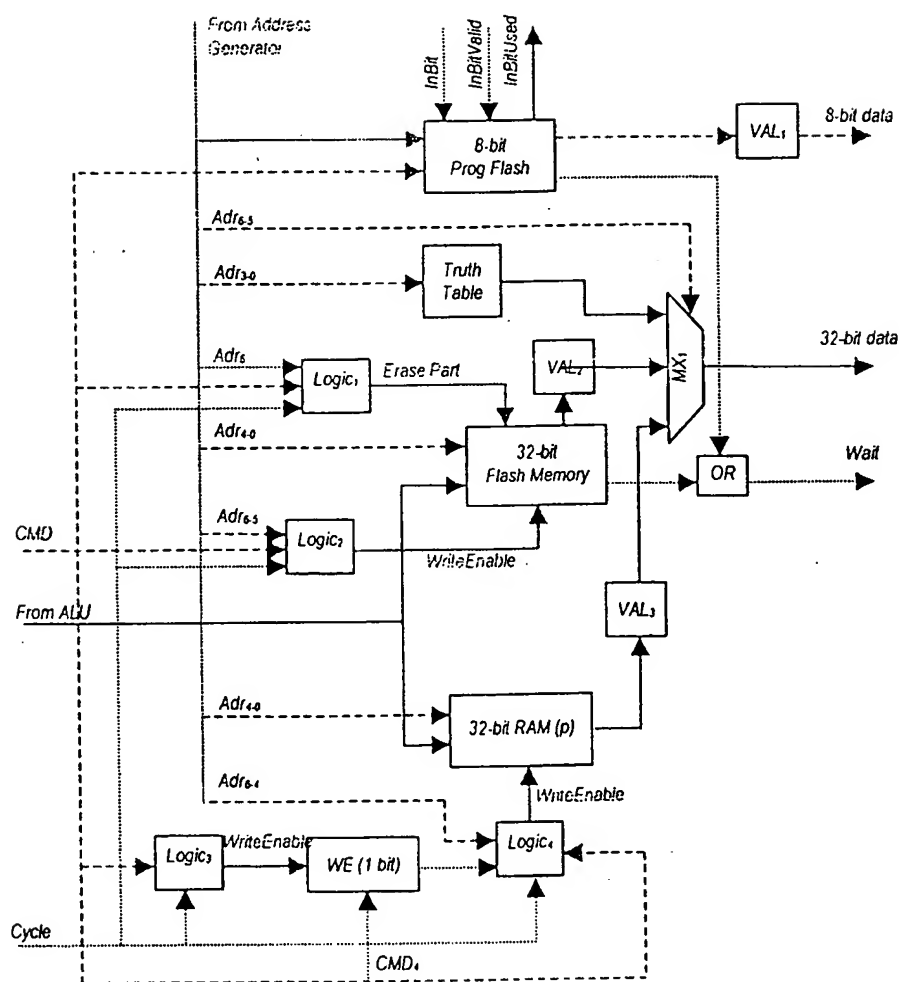 From Address
Generator
InBit
InBitValid
InBitUsed
8-bit
Prog Flash
VAL₁
8-bit data
Adr₆₋₅
Adr₃₋₀
Truth
Table
MX₁
32-bit data
Adr₆
Logic₁
Erase Part
VAL₂
Adr₄₋₀
32-bit
Flash Memory
OR
Wait
Adr₆₋₅
CMD
Logic₂
WriteEnable
From ALU
VAL₃
Adr₄₋₀
32-bit RAM (p)
Adr₆₋₄
WriteEnable
Logic₃
WriteEnable
WE (1 bit)
Logic₄
Cycle
CMD₄